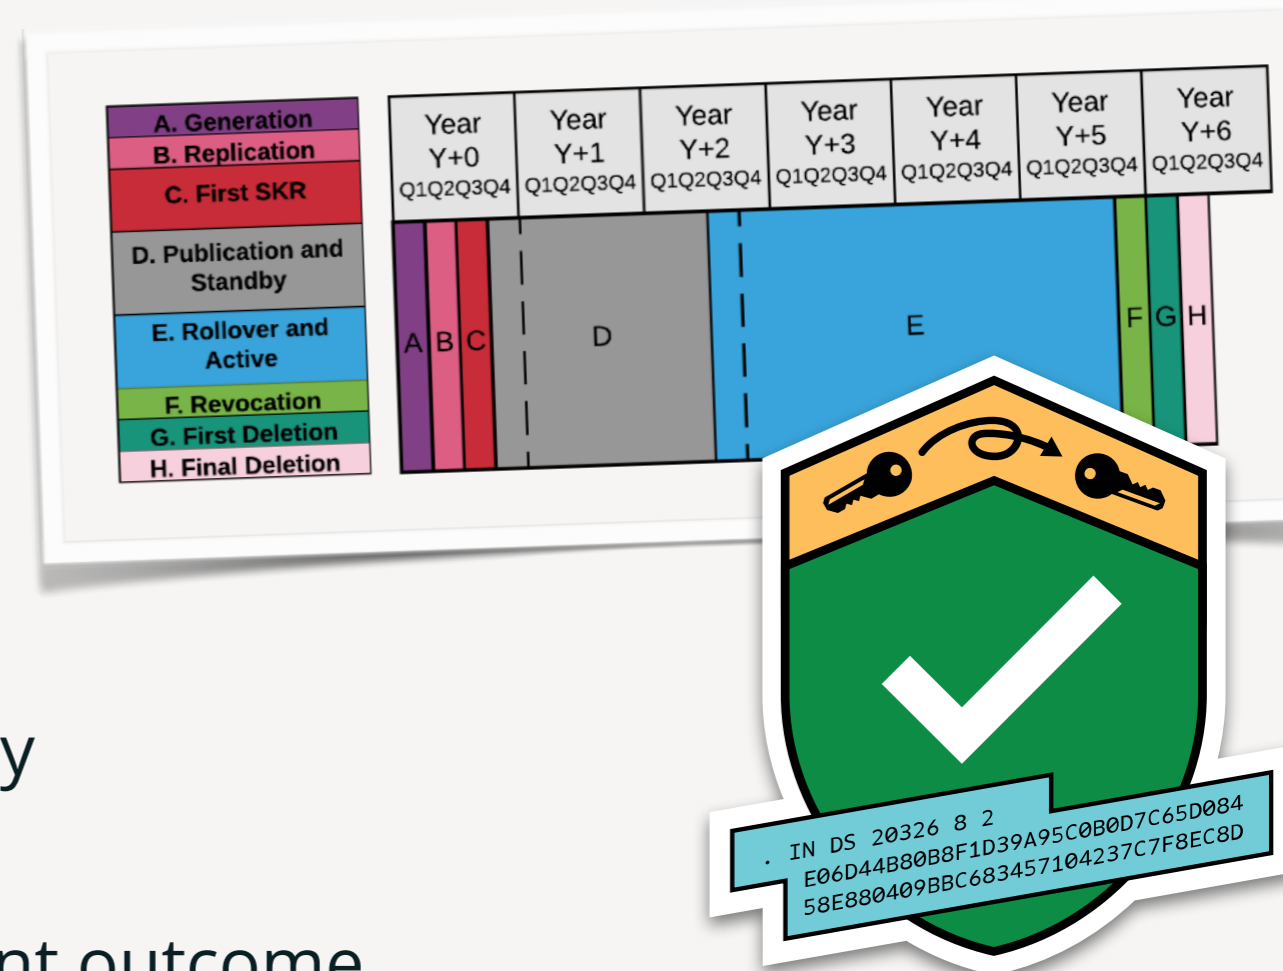 A. Generation
B. Replication
C. First SKR
D. Publication and
Standby
E. Rollover and
Active
F. Revocation
G. First Deletion
H. Final Deletion
Year Year Year Year Year Year Year
Y+0 Y+1 Y+2 Y+3 Y+4 Y+5 Y+6
Q1Q2Q3Q4 Q1Q2Q3Q4 Q1Q2Q3Q4 Q1Q2Q3Q4 Q1Q2Q3Q4 Q1Q2Q3Q4 Q1Q2Q3Q4
A B C D E F G H
y
nt outcome
. IN DS 20326 8 2
E06D44B80B8F1D39A95C0B0D7C65D084
58E880409BBC683457104237C7F8EC8D